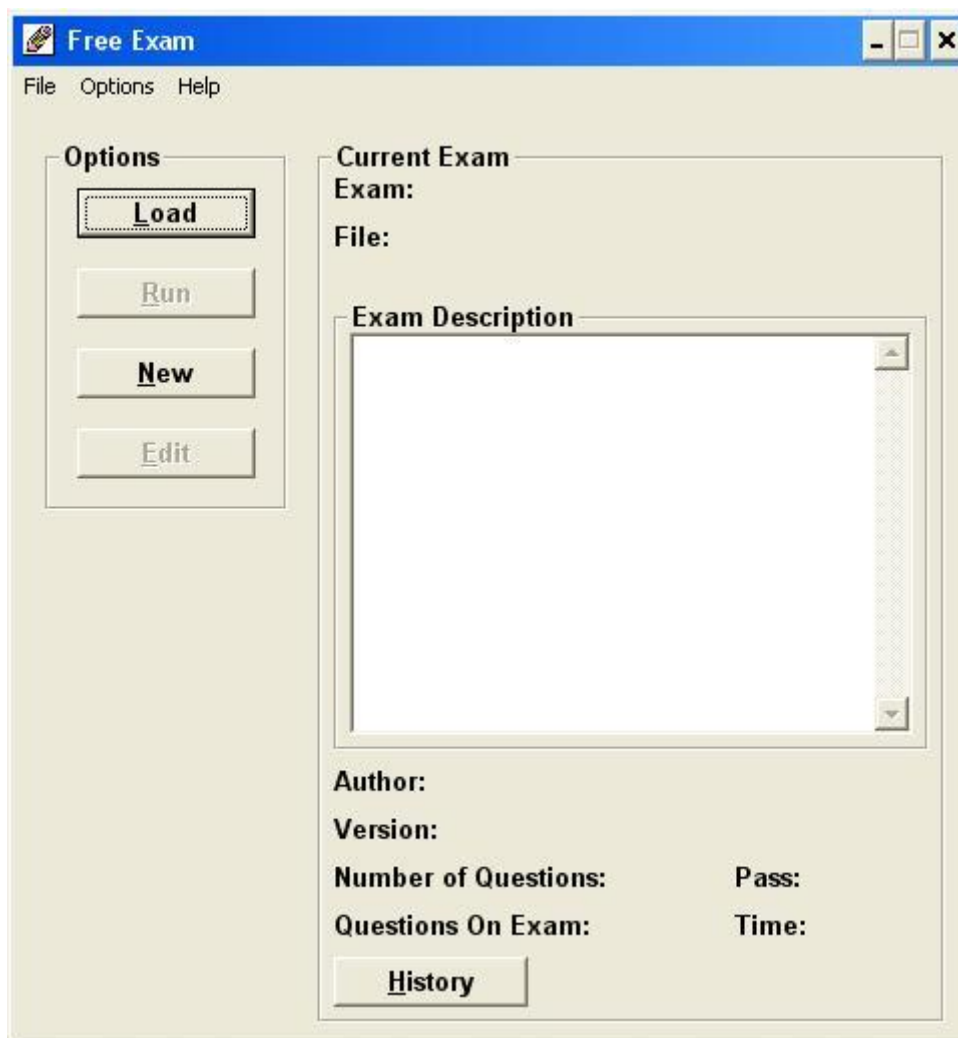 Free Exam
File Options Help
Options
Load
Run
New
Edit
Current Exam
Exam:
File:
Exam Description
Author:
Version:
Number of Questions: Pass:
Questions On Exam: Time:
History